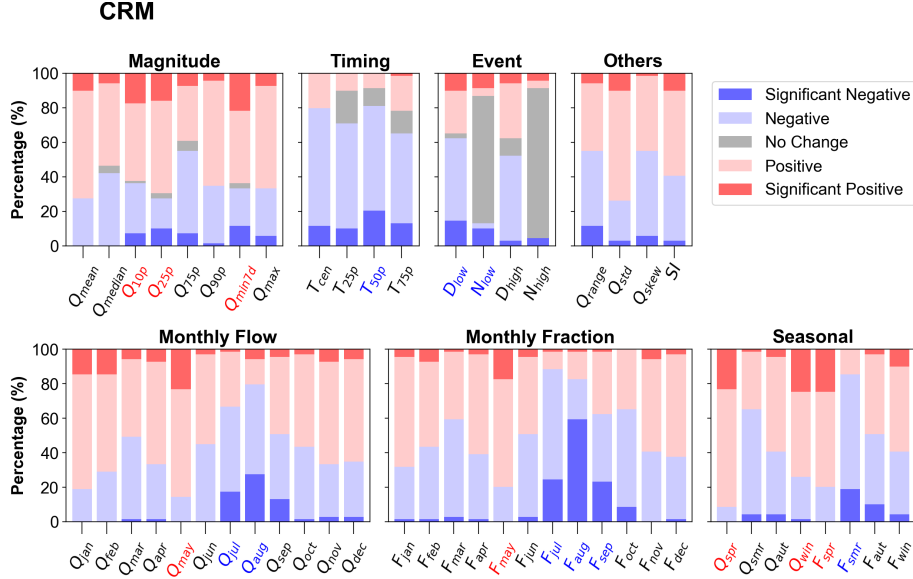 CRM
Magnitude
Timing
Event
Others
Percentage (%)
100
80
60
40
20
0
Qmean
Qmedian
Q10p
Q25p
Q75p
Q90p
Qmin7d
Qmax
Tcen
T25p
T50p
T75p
Dlow
Nlow
Dhigh
Nhigh
Qrange
Qstd
Qskew
SI
Significant Negative
Negative
No Change
Positive
Significant Positive
Monthly Flow
Monthly Fraction
Seasonal
Percentage (%)
100
80
60
40
20
0
Qjan
Qfeb
Qmar
Qapr
Qmay
Qjun
Qjul
Qaug
Qsep
Qoct
Qnov
Qdec
Fjan
Ffeb
Fmar
Fapr
Fmay
Fjun
Fjul
Faug
Fsep
Foct
Fnov
Fdec
Qspr
Qsmr
Qaut
Qwin
Fspr
Fsmr
Faut
Fwin